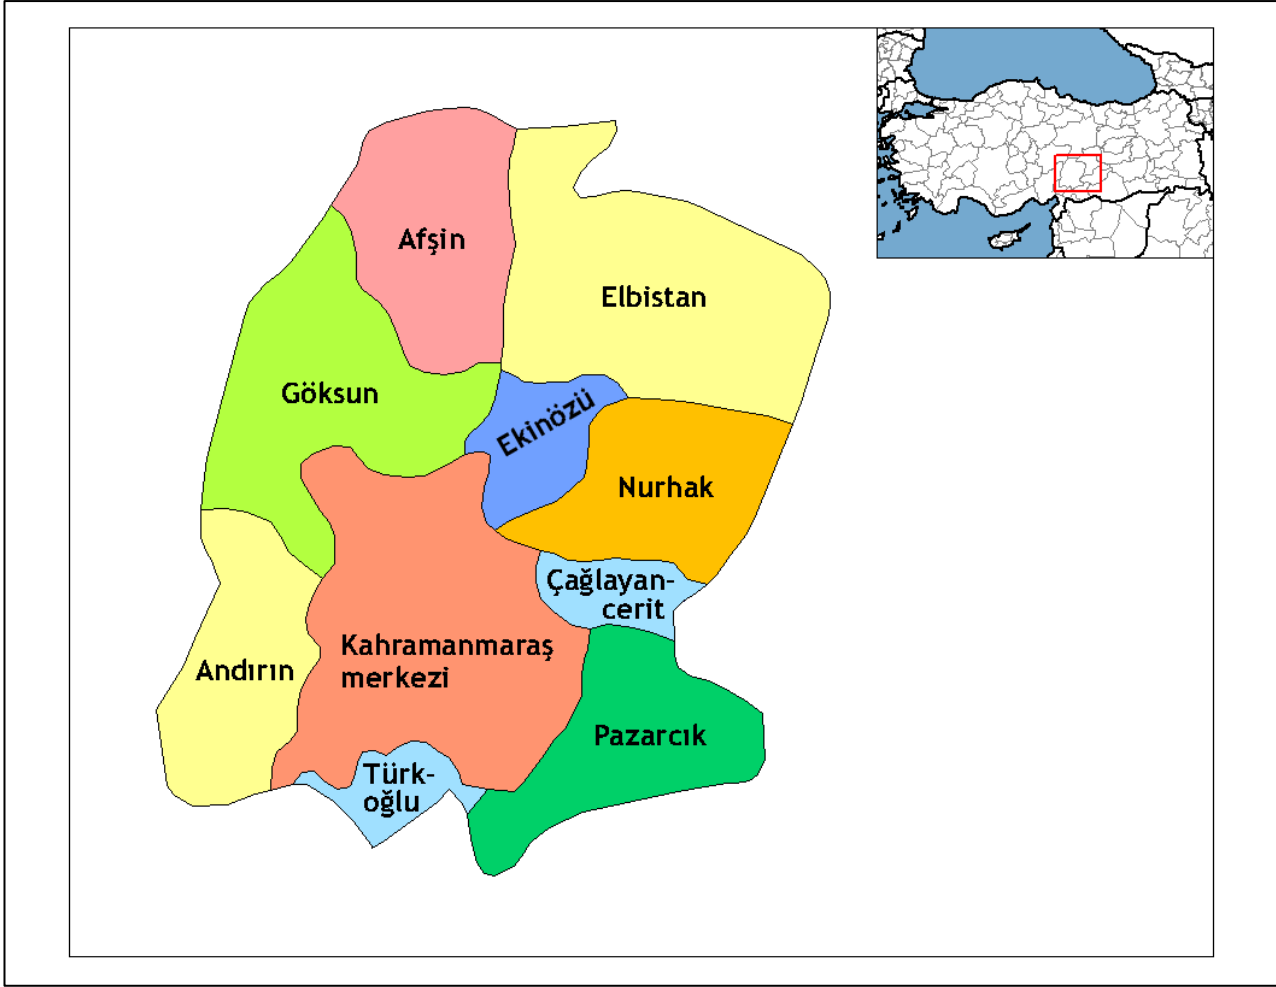 Afşin
Elbistan
Göksun
Ekinözü
Nurhak
Çağlayan-
cerit
Kahramanmaraş
merkezi
Andırın
Pazarcık
Türk-
oğlu